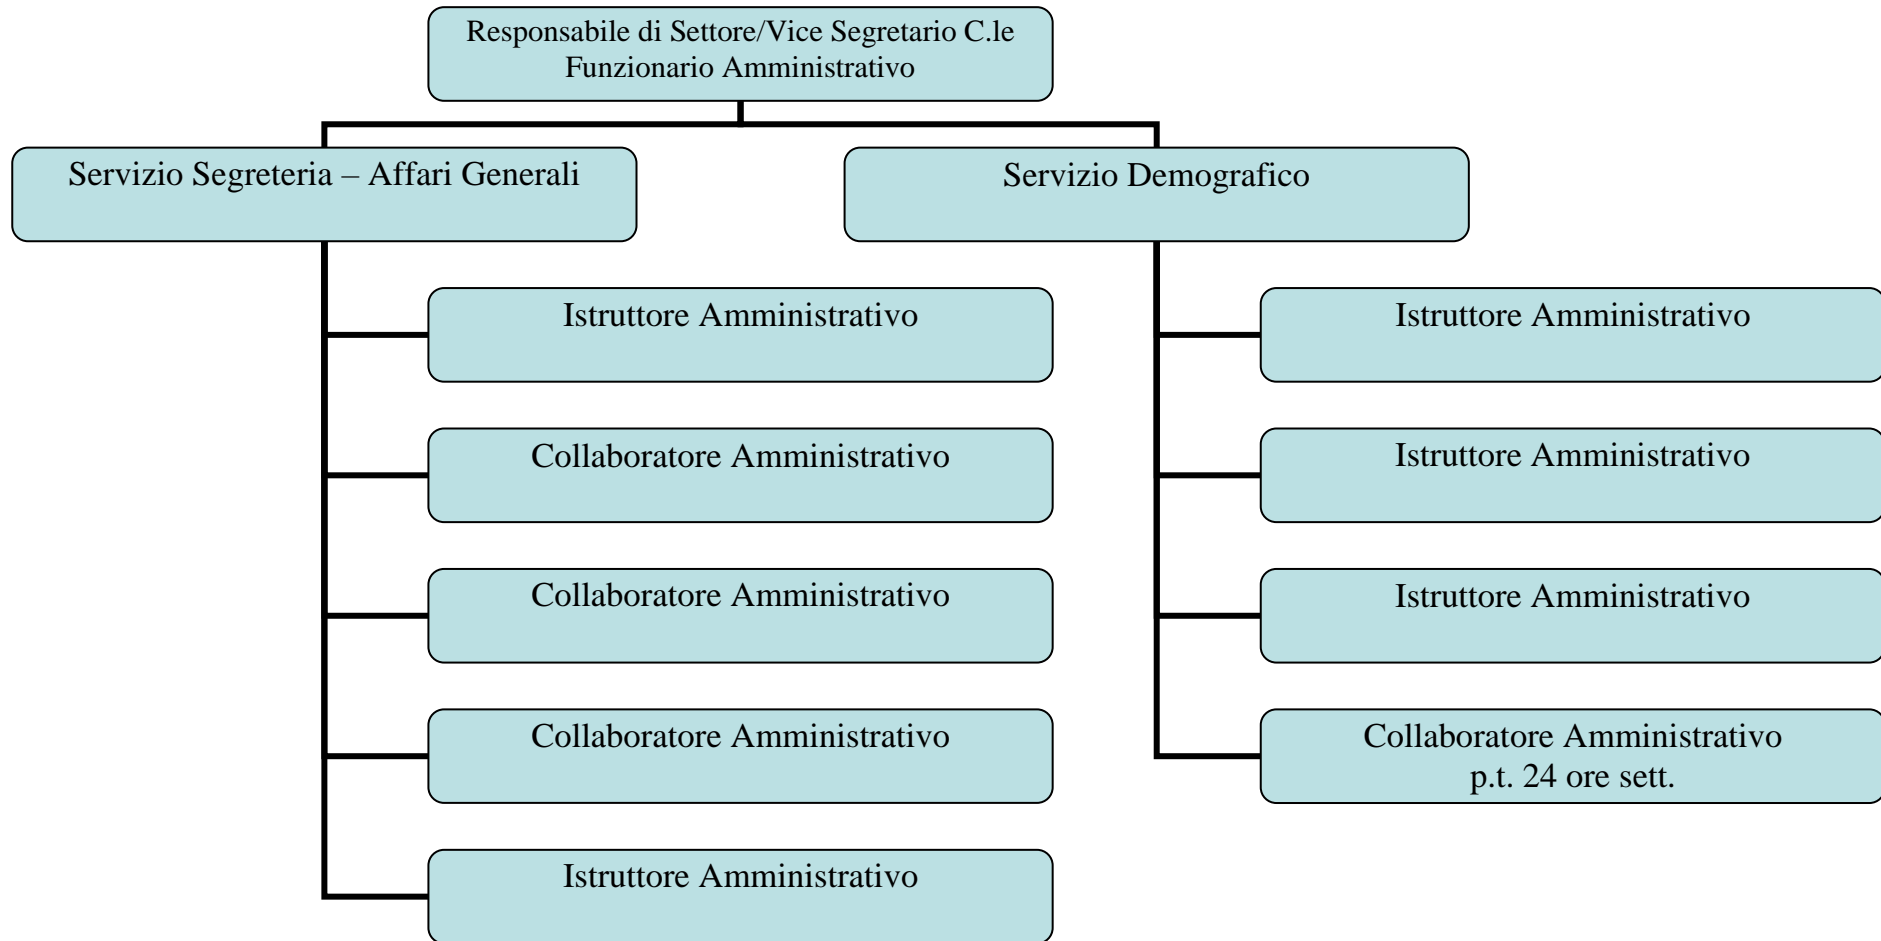 Responsabile di Settore/Vice Segretario C.le
Funzionario Amministrativo
Servizio Segreteria – Affari Generali
Servizio Demografico
Istruttore Amministrativo
Collaboratore Amministrativo
Collaboratore Amministrativo
Collaboratore Amministrativo
Istruttore Amministrativo
Istruttore Amministrativo
Istruttore Amministrativo
Istruttore Amministrativo
Collaboratore Amministrativo
p.t. 24 ore sett.